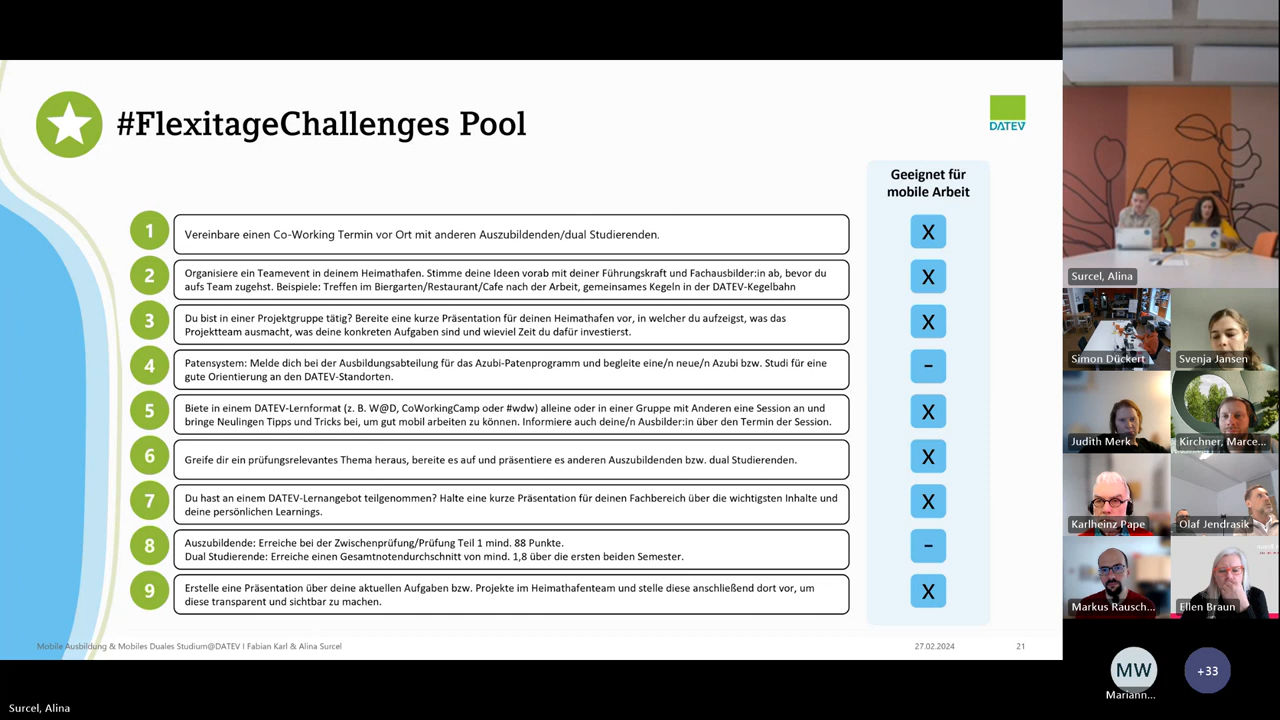 #FlexitageChallenges Pool
DATEV
Geeignet für
mobile Arbeit
1
Vereinbare einen Co-Working Termin vor Ort mit anderen Auszubildenden/dual Studierenden.
X
2
Organisiere ein Teamevent in deinem Heimathafen. Stimme deine Ideen vorab mit deiner Führungskraft und Fachausbilder:in ab, bevor du
aufs Team zugehst. Beispiele: Treffen im Biergarten/Restaurant/Cafe nach der Arbeit, gemeinsames Kegeln in der DATEV-Kegelbahn
X
3
Du bist in einer Projektgruppe tätig? Bereite eine kurze Präsentation für deinen Heimathafen vor, in welcher du aufzeigst, was das
Projektteam ausmacht, was deine konkreten Aufgaben sind und wieviel Zeit du dafür investierst.
X
4
Patensystem: Melde dich bei der Ausbildungsabteilung für das Azubi-Patenprogramm und begleite eine/n neue/n Azubi bzw. Studi für eine
gute Orientierung an den DATEV-Standorten.
-
5
Biete in einem DATEV-Lernformat (z. B. W@D, CoWorkingCamp oder #wdw) alleine oder in einer Gruppe mit Anderen eine Session an und
bringe Neulingen Tipps und Tricks bei, um gut mobil arbeiten zu können. Informiere auch deine/n Ausbilder:in über den Termin der Session.
X
6
Greife dir ein prüfungsrelevantes Thema heraus, bereite es auf und präsentiere es anderen Auszubildenden bzw. dual Studierenden.
X
7
Du hast an einem DATEV-Lernangebot teilgenommen? Halte eine kurze Präsentation für deinen Fachbereich über die wichtigsten Inhalte und
deine persönlichen Learnings.
X
8
Auszubildende: Erreiche bei der Zwischenprüfung/Prüfung Teil 1 mind. 88 Punkte.
Dual Studierende: Erreiche einen Gesamtnotendurchschnitt von mind. 1,8 über die ersten beiden Semester.
-
9
Erstelle eine Präsentation über deine aktuellen Aufgaben bzw. Projekte im Heimathafenteam und stelle diese anschließend dort vor, um
diese transparent und sichtbar zu machen.
X
Mobile Ausbildung & Mobiles Duales Studium@DATEV I Fabian Karl & Alina Surcel
27.02.2024
21
Surcel, Alina
Simon Dückert
Svenja Jansen
Judith Merk
Kirchner, Marce...
Karlheinz Pape
Olaf Jendrasik
Markus Rausch...
Ellen Braun
MW
Mariann...
+33
Surcel, Alina